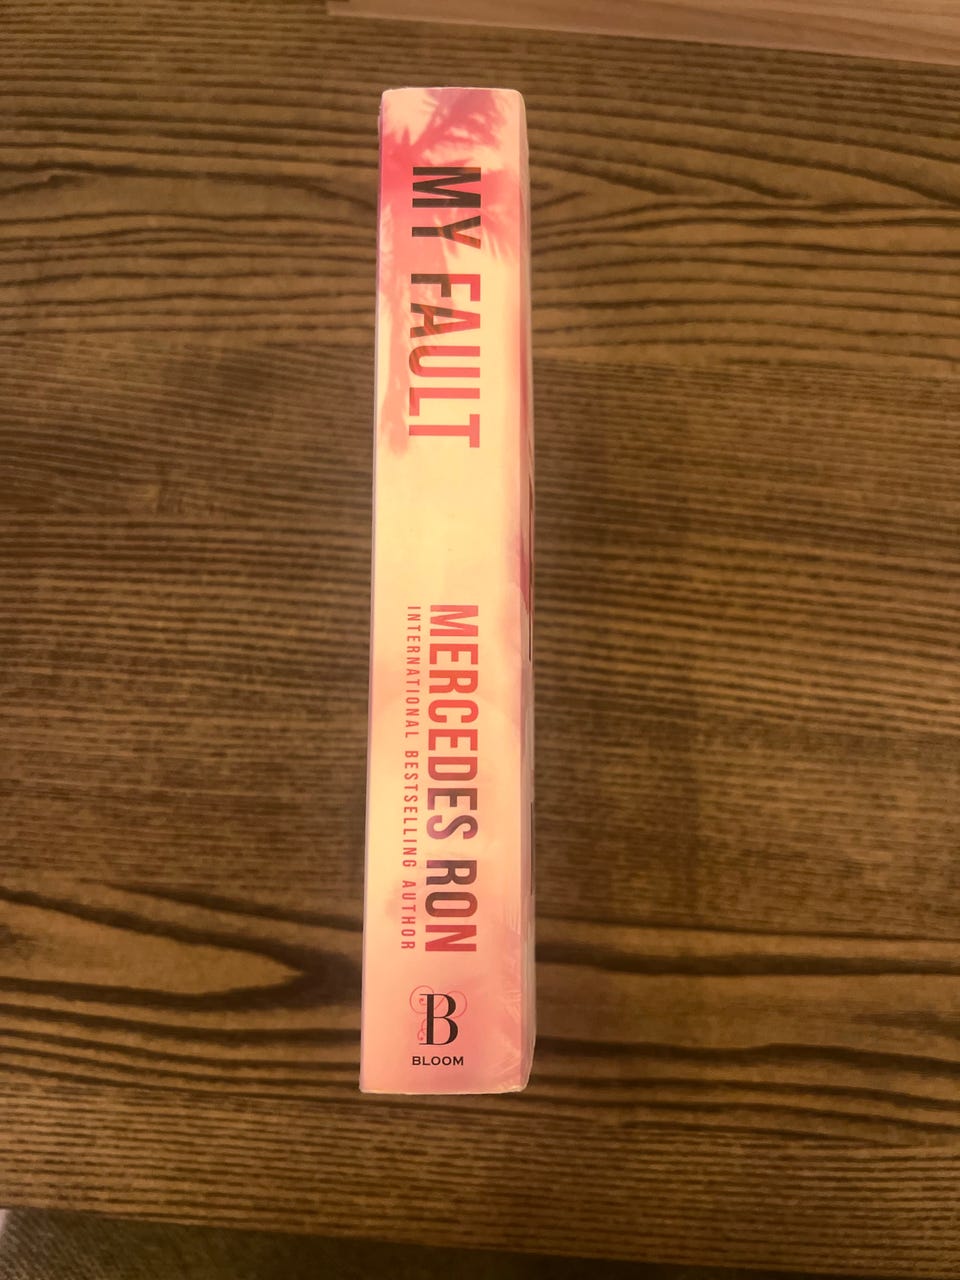 MY FAULT
MERCEDES RON
INTERNATIONAL BESTSELLING AUTHOR
B
BLOOM